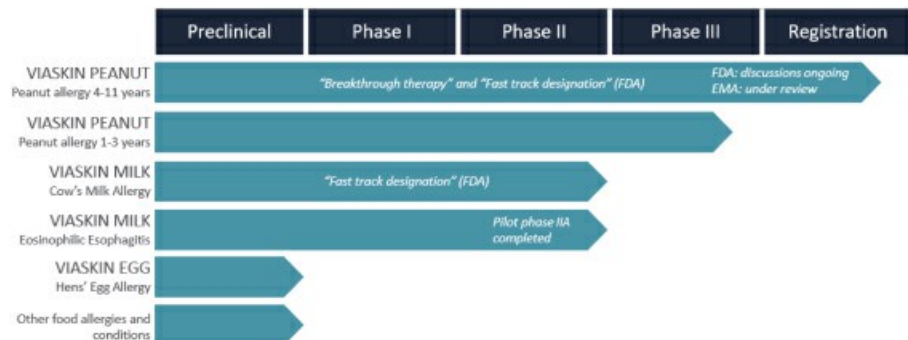 Preclinical Phase I Phase II Phase III Registration
VIASKIN PEANUT
Peanut allergy 4-11 years
"Breakthrough therapy" and "Fast track designation" (FDA)
FDA: discussions ongoing
EMA: under review
VIASKIN PEANUT
Peanut allergy 1-3 years
VIASKIN MILK
Cow's Milk Allergy
"Fast track designation" (FDA)
VIASKIN MILK
Eosinophilic Esophagitis
Pilot phase IIA
completed
VIASKIN EGG
Hens' Egg Allergy
Other food allergies and
conditions